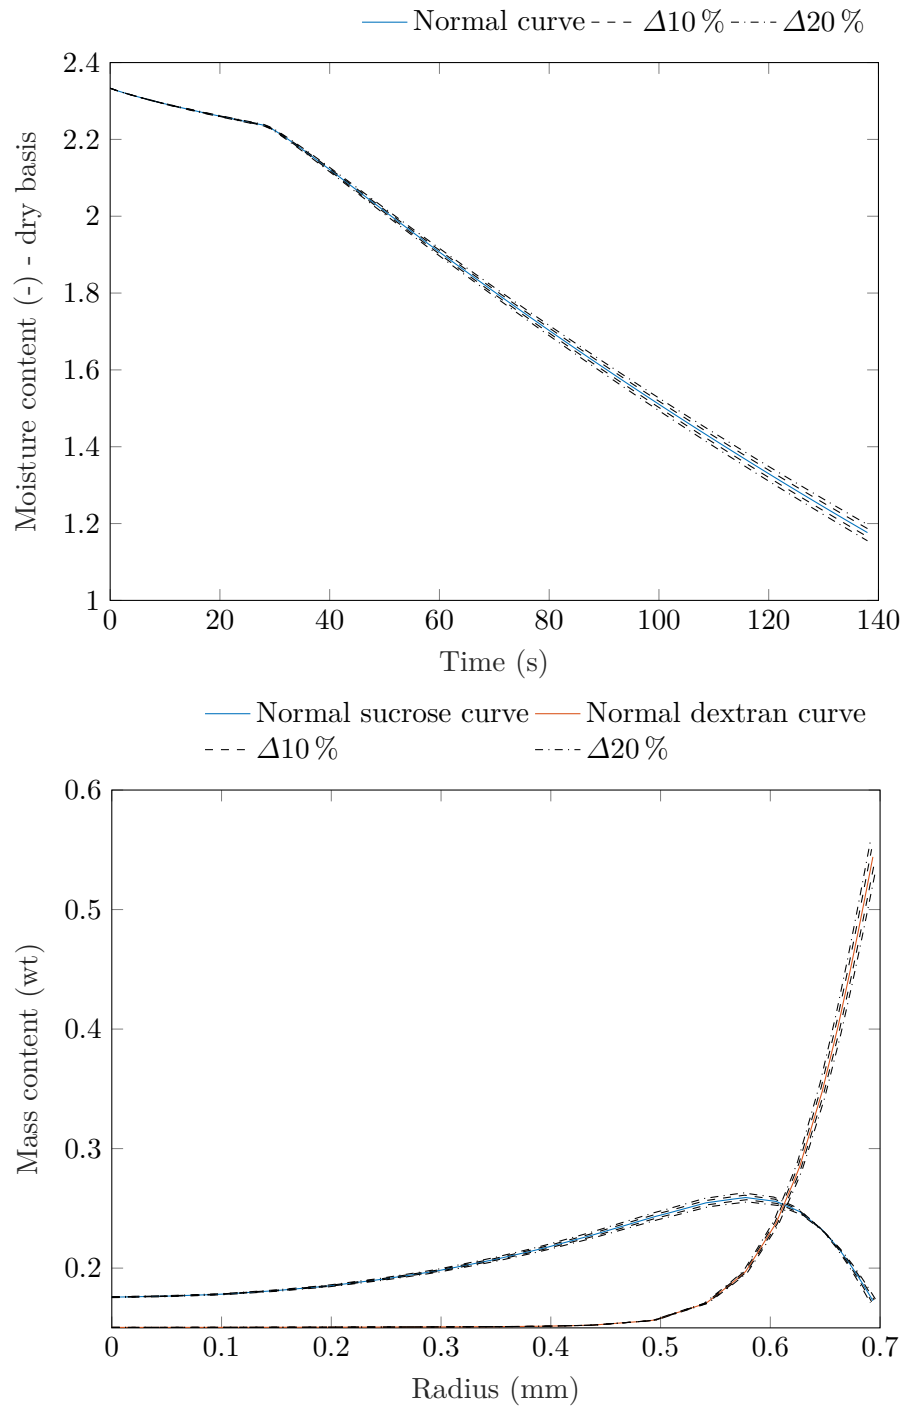 Normal curve Δ10 % Δ20 %
2.4
2.2
2
1.8
1.6
1.4
1.2
1
Moisture content (-) - dry basis
0 20 40 60 80 100 120 140
Time (s)
Normal sucrose curve Normal dextran curve
Δ10 % Δ20 %
0.6
0.5
0.4
0.3
0.2
Mass content (wt)
0 0.1 0.2 0.3 0.4 0.5 0.6 0.7
Radius (mm)